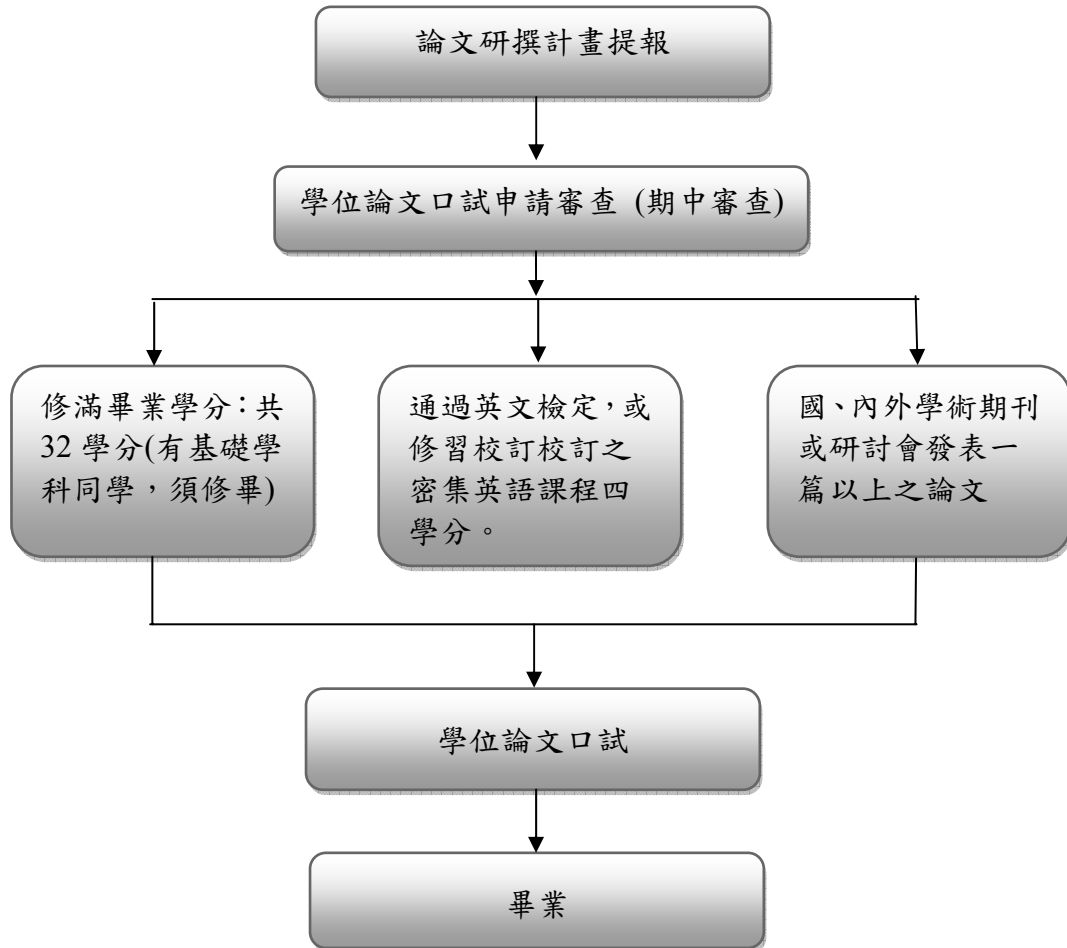 論文研撰計畫提報
學位論文口試申請審查 (期中審查)
修滿畢業學分：共
32 學分(有基礎學
科同學，須修畢)
通過英文檢定，或
修習校訂校訂之
密集英語課程四
學分。
國、內外學術期刊
或研討會發表一
篇以上之論文
學位論文口試
畢業